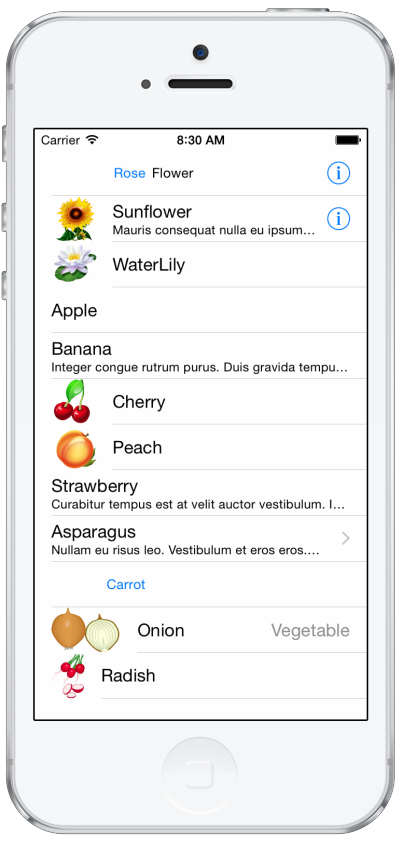 Carrier 8:30 AM
Rose Flower
Sunflower
Mauris consequat nulla eu ipsum…
WaterLily
Apple
Banana
Integer congue rutrum purus. Duis gravida tempu…
Cherry
Peach
Strawberry
Curabitur tempus est at velit auctor vestibulum. I…
Asparagus
Nullam eu risus leo. Vestibulum et eros eros.…
Carrot
Onion Vegetable
Radish